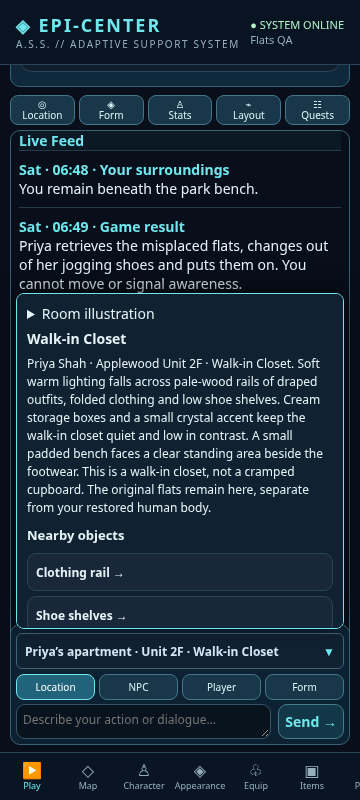 ◈ EPI-CENTER
A.S.S. // ADAPTIVE SUPPORT SYSTEM
● SYSTEM ONLINE
Flats QA
Location
Form
Stats
Layout
Quests
Live Feed
Sat · 06:48 · Your surroundings
You remain beneath the park bench.
Sat · 06:49 · Game result
Priya retrieves the misplaced flats, changes out
of her jogging shoes and puts them on. You
cannot move or signal awareness.
▶ Room illustration
Walk-in Closet
Priya Shah · Applewood Unit 2F · Walk-in Closet. Soft
warm lighting falls across pale-wood rails of draped
outfits, folded clothing and low shoe shelves. Cream
storage boxes and a small crystal accent keep the
walk-in closet quiet and low in contrast. A small
padded bench faces a clear standing area beside the
footwear. This is a walk-in closet, not a cramped
cupboard. The original flats remain here, separate
from your restored human body.
Nearby objects
Clothing rail →
Shoe shelves →
Priya’s apartment · Unit 2F · Walk-in Closet ▼
Location
NPC
Player
Form
Describe your action or dialogue...
Send →
Play
Map
Character
Appearance
Equip
Items